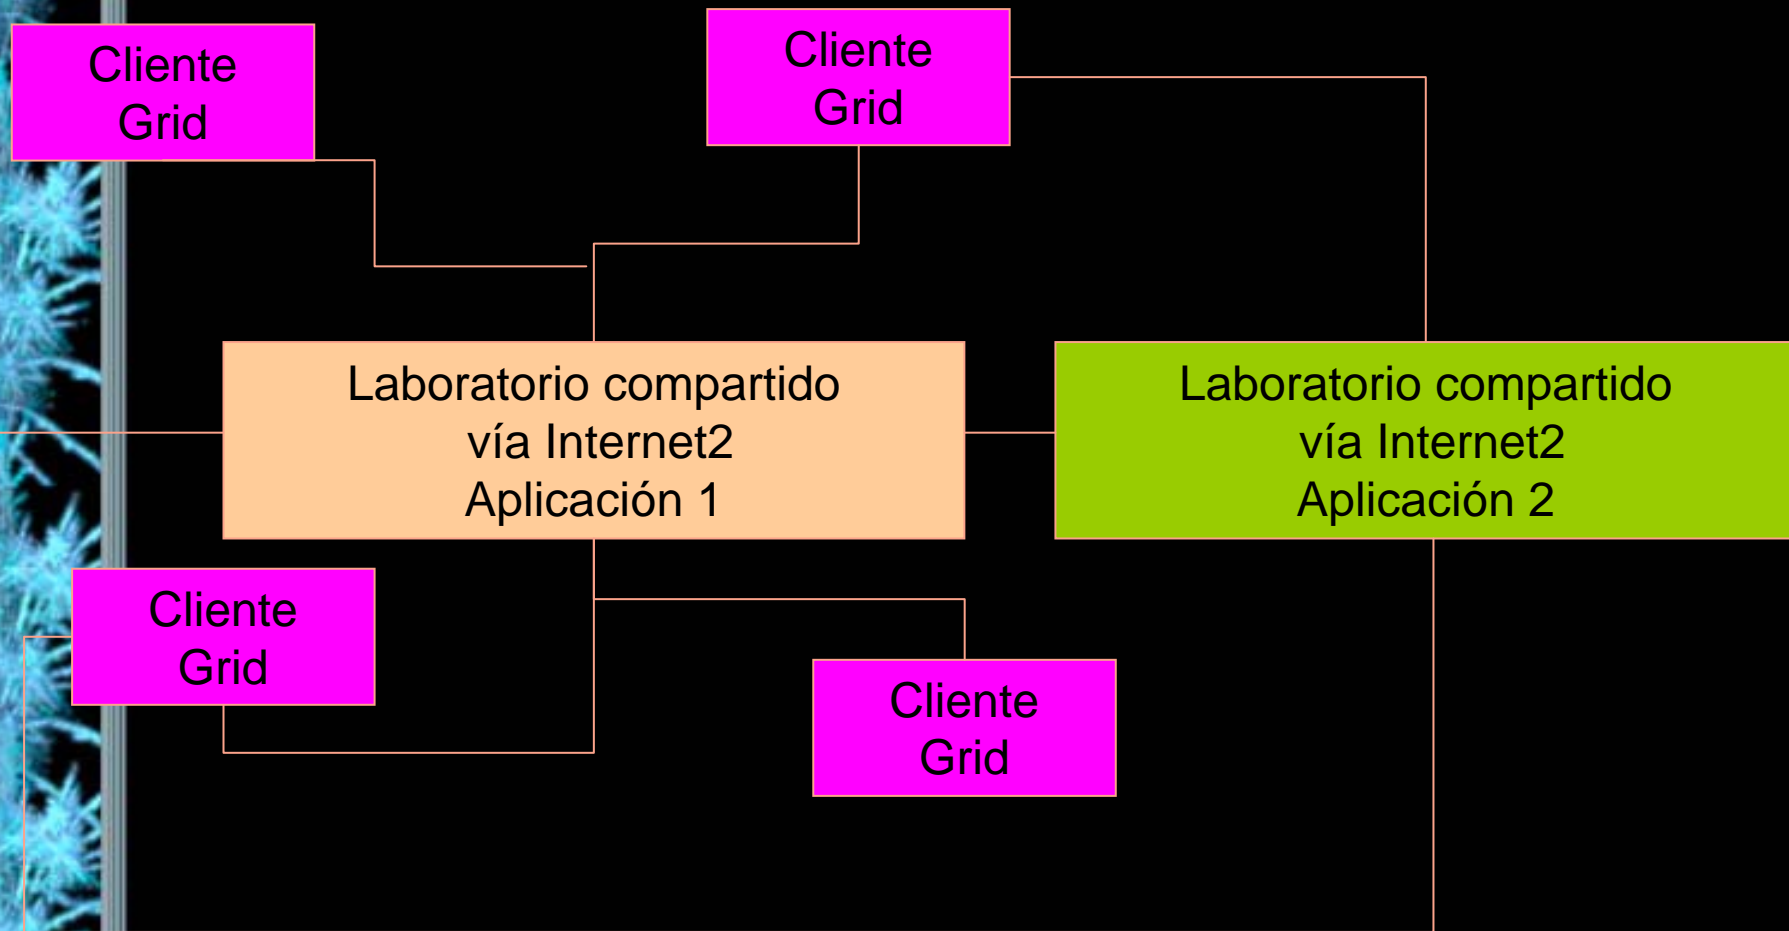 Cliente
Grid
Cliente
Grid
Laboratorio compartido
vía Internet2
Aplicación 1
Laboratorio compartido
vía Internet2
Aplicación 2
Cliente
Grid
Cliente
Grid